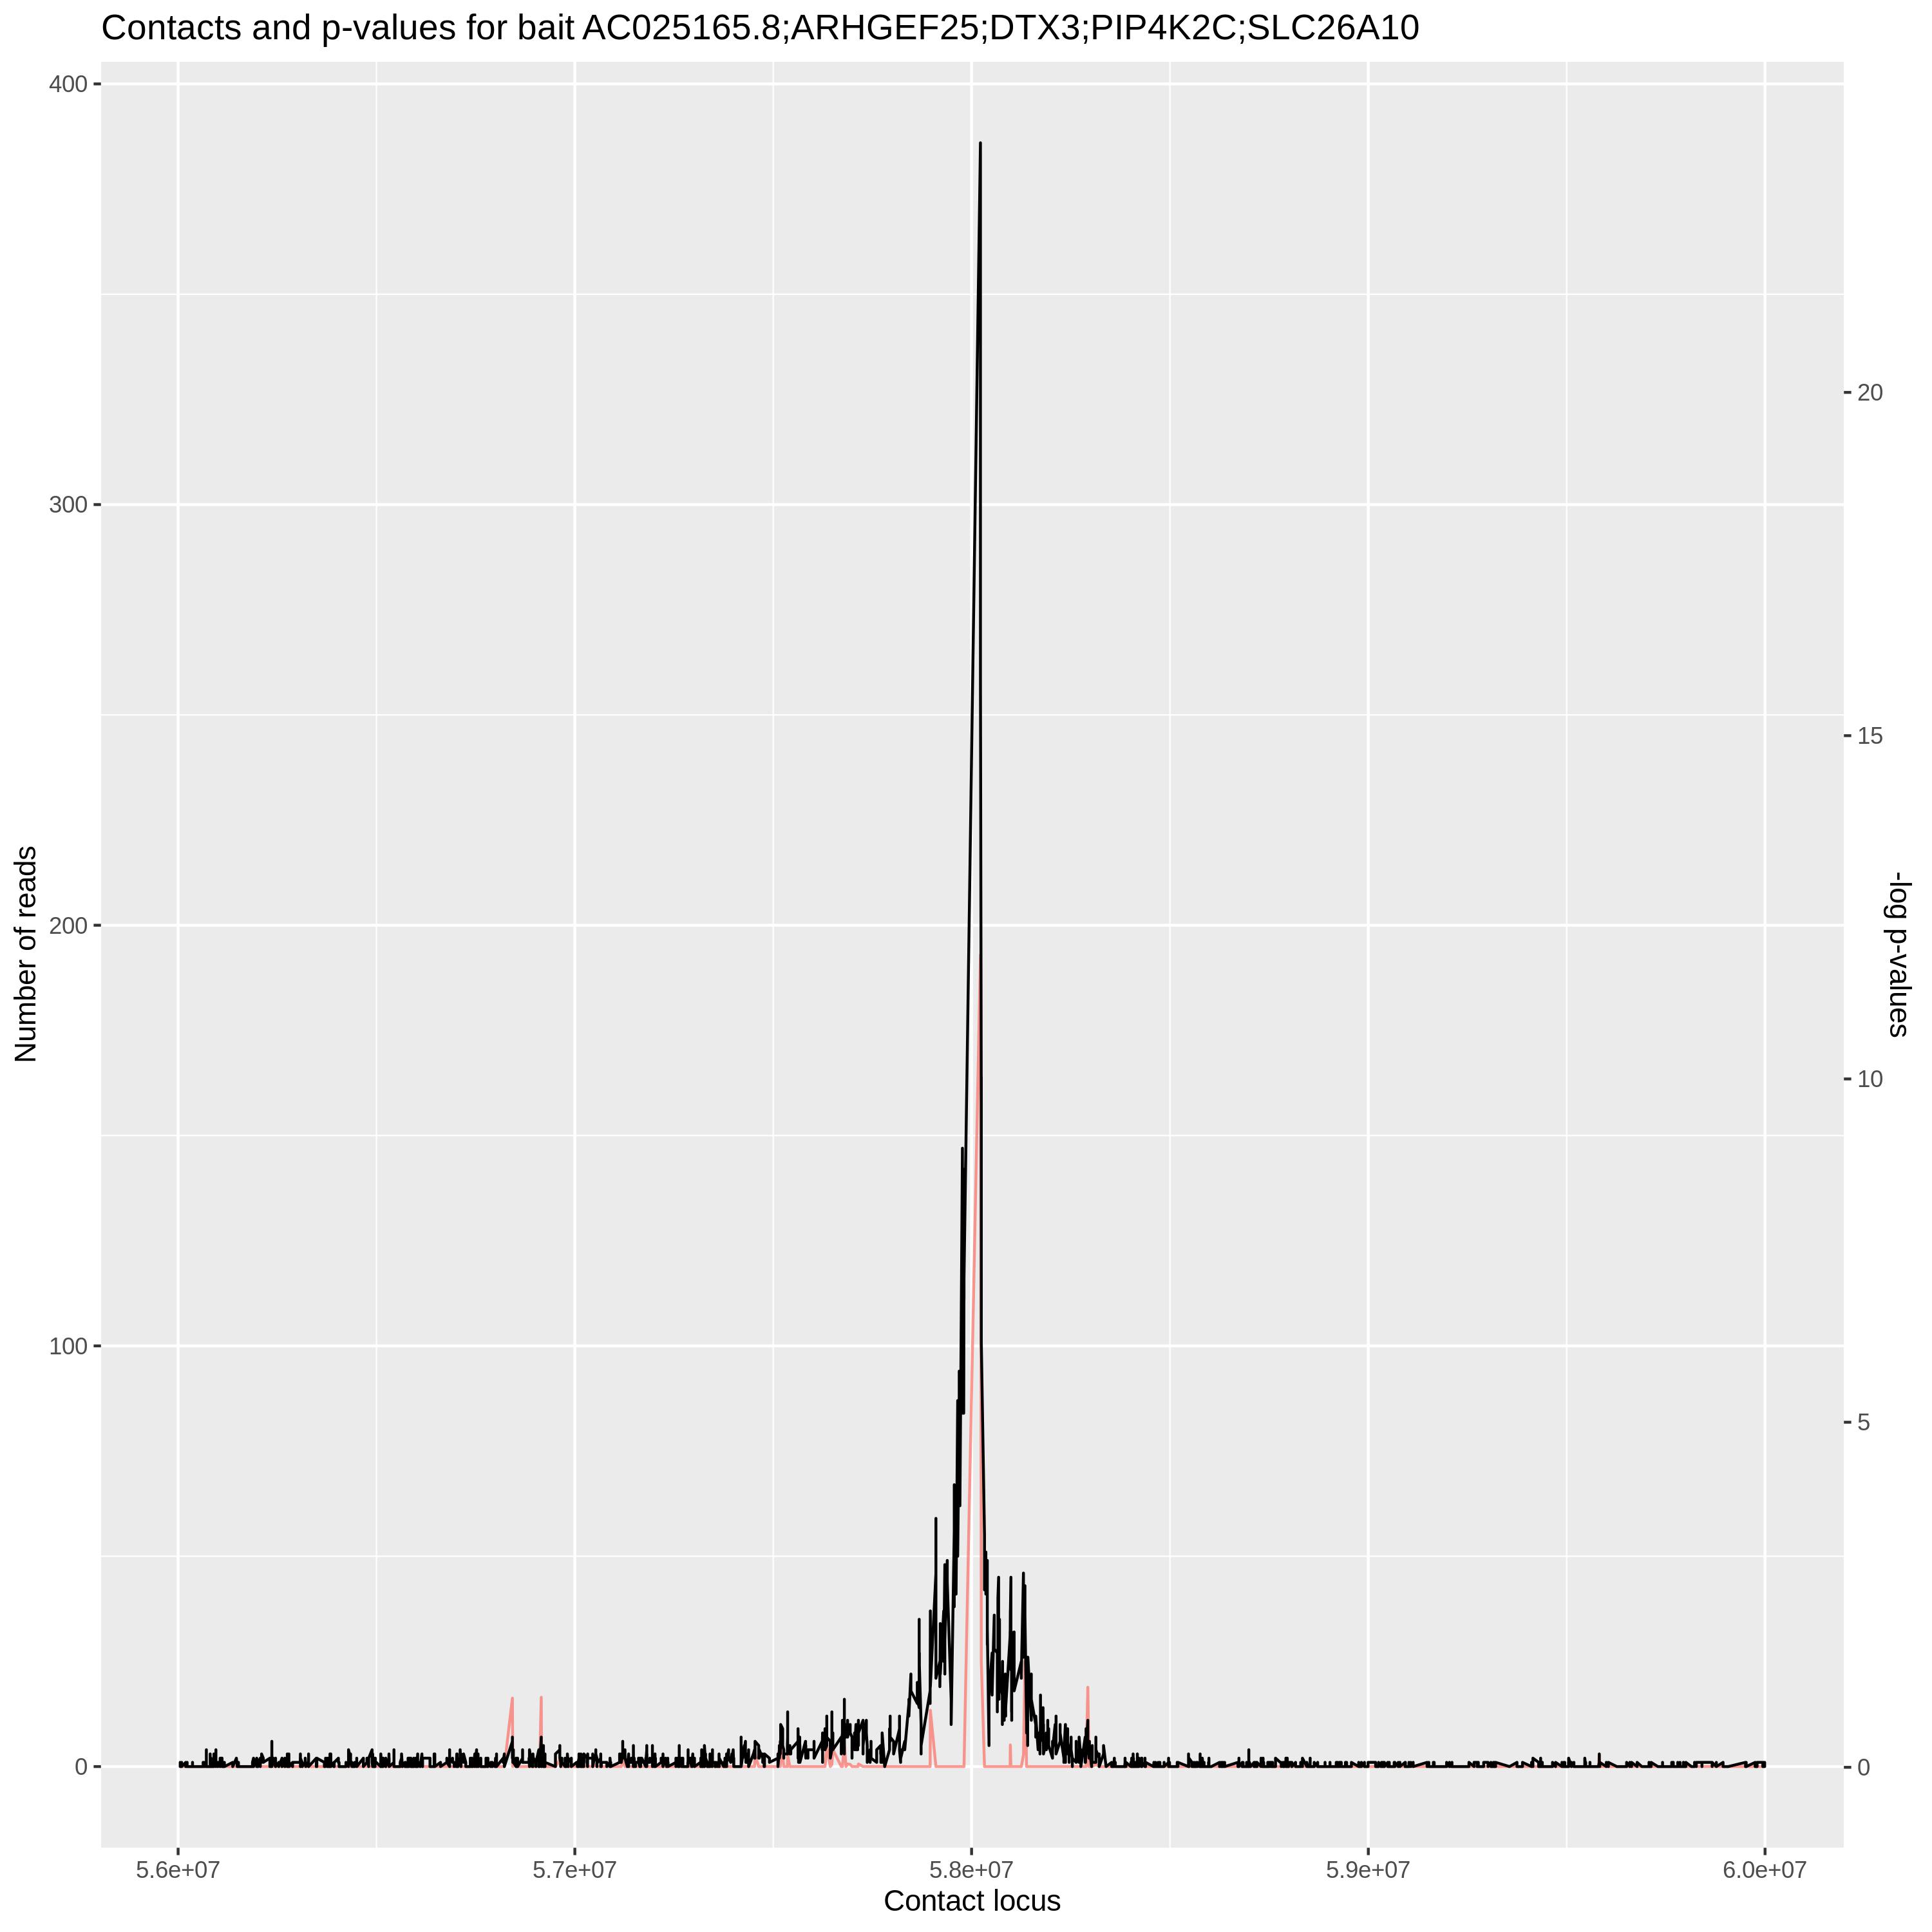 Contacts and p-values for bait AC025165.8;ARHGEF25;DTX3;PIP4K2C;SLC26A10
400
300
200
100
0
Number of reads
20
15
10
5
0
-log p-values
5.6e+07 5.7e+07 5.8e+07 5.9e+07 6.0e+07
Contact locus